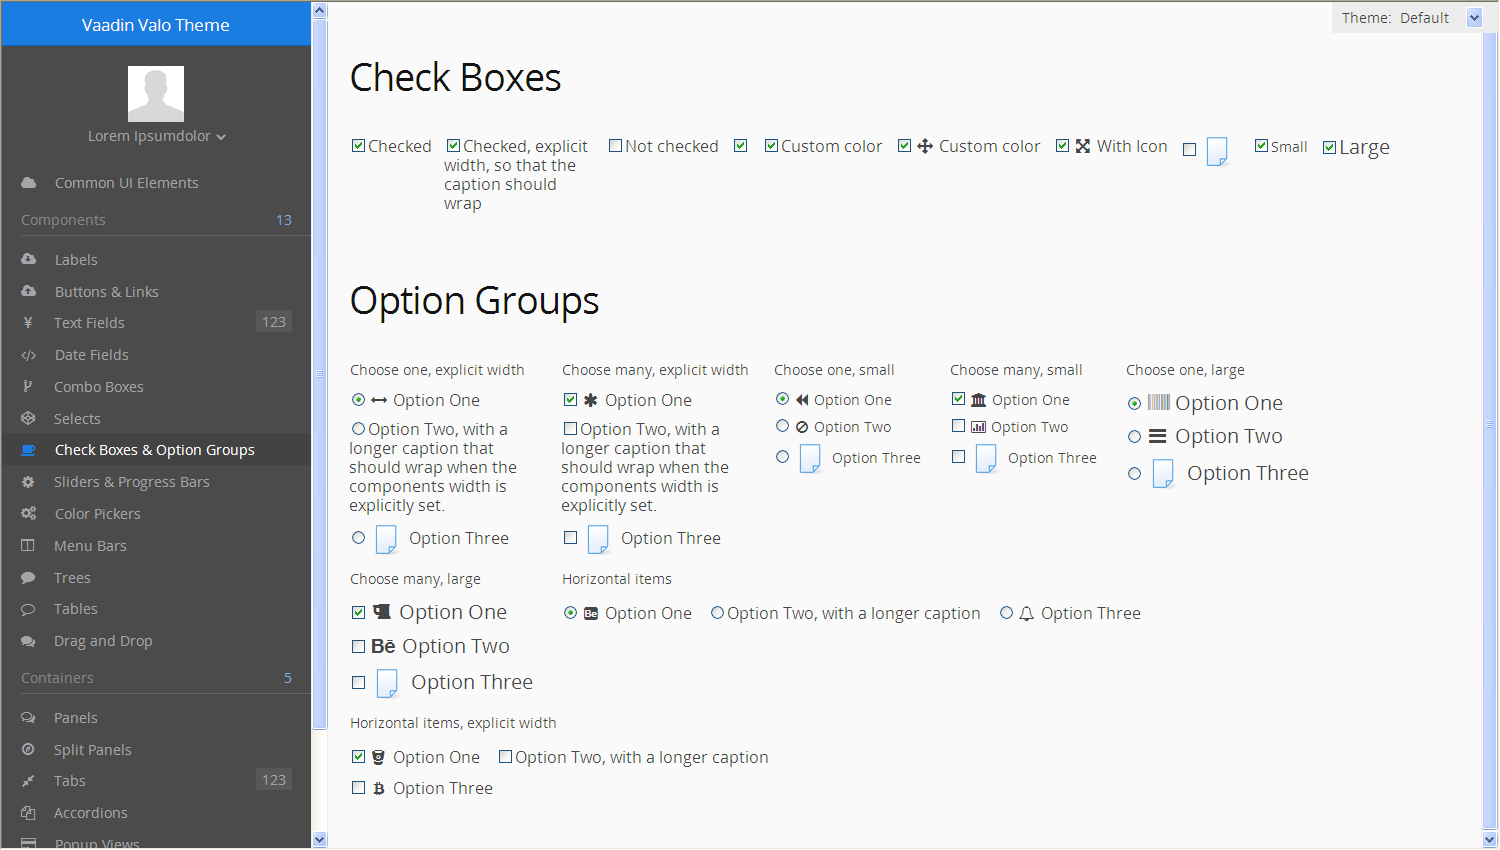 Vaadin Valo Theme
Lorem Ipsumdolor
Common UI Elements
Components 13
Labels
Buttons & Links
Text Fields 123
Date Fields
Combo Boxes
Selects
Check Boxes & Option Groups
Sliders & Progress Bars
Color Pickers
Menu Bars
Trees
Tables
Drag and Drop
Containers 5
Panels
Split Panels
Tabs 123
Accordions
Popup Views
Theme: Default
Check Boxes
Checked
Checked, explicit
width, so that the
caption should
wrap
Not checked
Custom color
Custom color
With Icon
Small
Large
Option Groups
Choose one, explicit width
Option One
Option Two, with a
longer caption that
should wrap when the
components width is
explicitly set.
Option Three
Choose many, explicit width
Option One
Option Two, with a
longer caption that
should wrap when the
components width is
explicitly set.
Option Three
Choose one, small
Option One
Option Two
Option Three
Choose many, small
Option One
Option Two
Option Three
Choose one, large
Option One
Option Two
Option Three
Choose many, large
Option One
Bē Option Two
Option Three
Horizontal items
Be Option One Option Two, with a longer caption Option Three
Horizontal items, explicit width
Option One Option Two, with a longer caption
Option Three